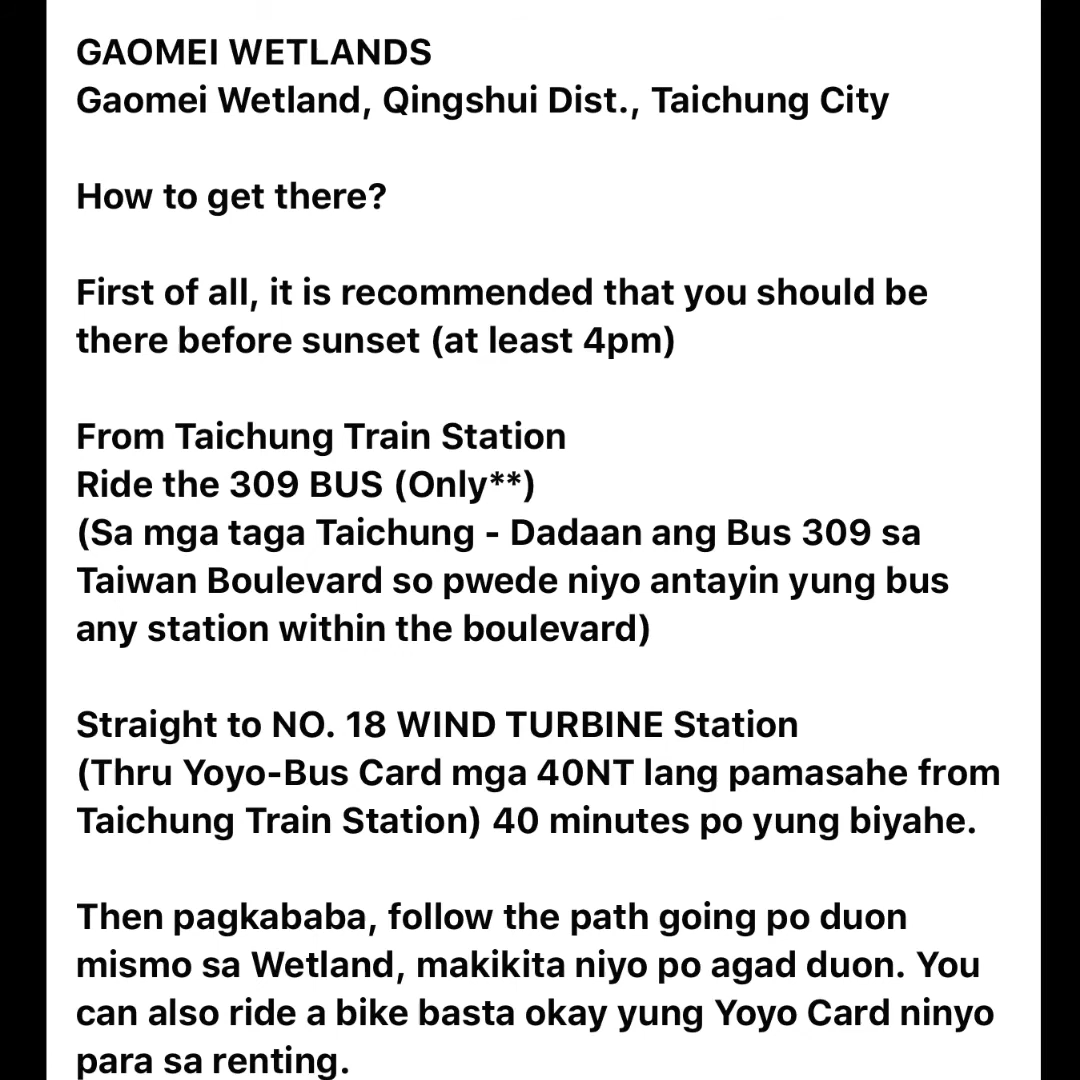 GAOMEI WETLANDS
Gaomei Wetland, Qingshui Dist., Taichung City
How to get there?
First of all, it is recommended that you should be
there before sunset (at least 4pm)
From Taichung Train Station
Ride the 309 BUS (Only**)
(Sa mga taga Taichung - Dadaan ang Bus 309 sa
Taiwan Boulevard so pwede niyo antayin yung bus
any station within the boulevard)
Straight to NO. 18 WIND TURBINE Station
(Thru Yoyo-Bus Card mga 40NT lang pamasahe from
Taichung Train Station) 40 minutes po yung biyahe.
Then pagkababa, follow the path going po duon
mismo sa Wetland, makikita niyo po agad duon. You
can also ride a bike basta okay yung Yoyo Card ninyo
para sa renting.